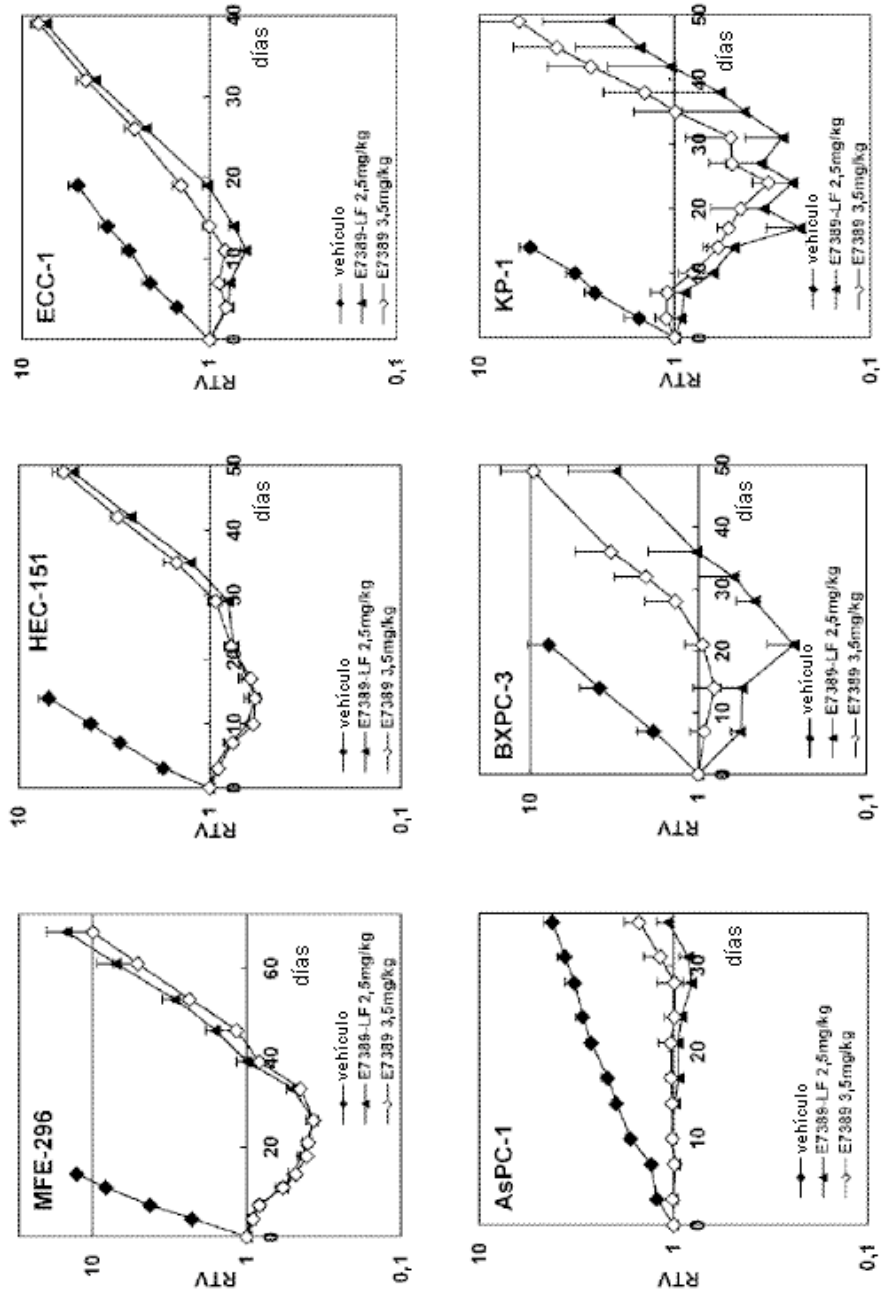 MFE-296
10
RTV
1
0,1
0
20
40
60
días
vehículo
E7389-LF 2,5mg/kg
E7389 3,5mg/kg
HEC-151
10
RTV
1
0,1
0
10
20
30
40
50
días
vehículo
E7389-LF 2,5mg/kg
E7389 3,5mg/kg
ECC-1
10
RTV
1
0,1
0
10
20
30
40
días
vehículo
E7389-LF 2,5mg/kg
E7389 3,5mg/kg
AsPC-1
10
RTV
1
0,1
0
10
20
30
días
vehículo
E7389-LF 2,5mg/kg
E7389 3,5mg/kg
BXPC-3
10
RTV
1
0,1
0
10
20
30
40
50
días
vehículo
E7389-LF 2,5mg/kg
E7389 3,5mg/kg
KP-1
10
RTV
1
0,1
0
10
20
30
40
50
días
vehículo
E7389-LF 2,5mg/kg
E7389 3,5mg/kg